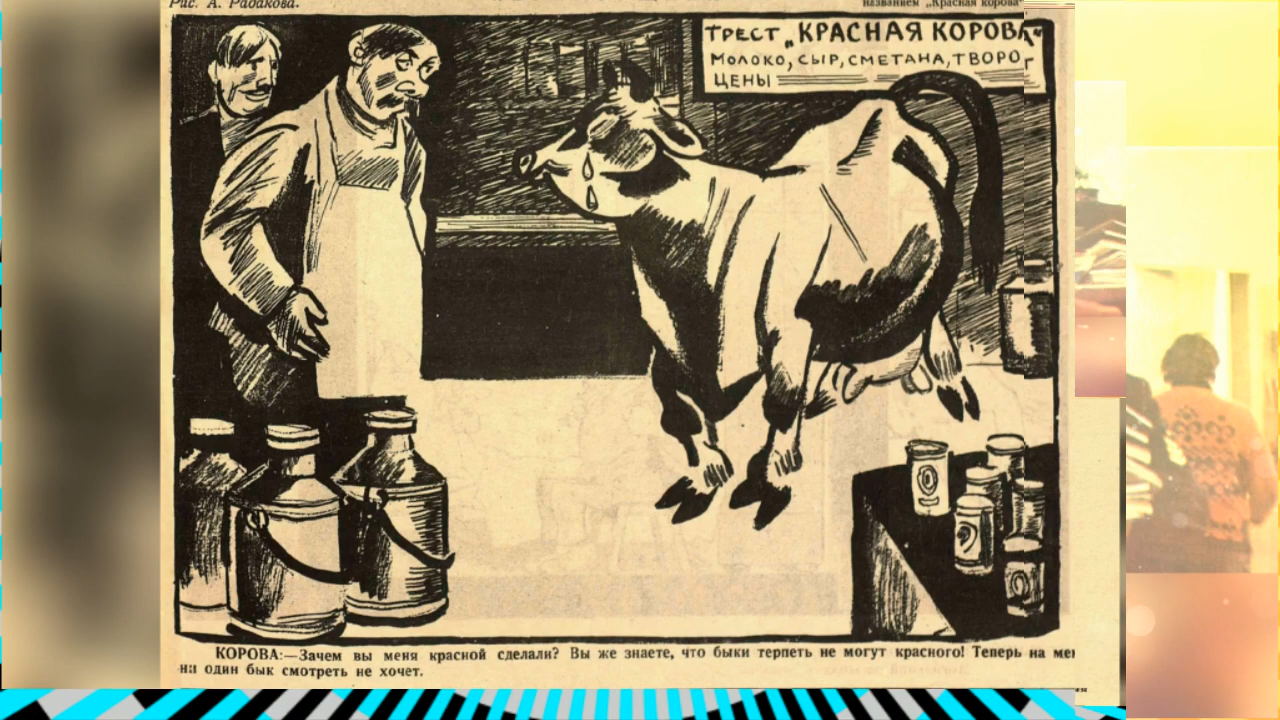 Рис. А. Радакова.
названием „Красная корова"
ТРЕСТ „КРАСНАЯ КОРОВА"
МОЛОКО, СЫР, СМЕТАНА, ТВОРОГ
ЦЕНЫ
КОРОВА:—Зачем вы меня красной сделали? Вы же знаете, что быки терпеть не могут красного! Теперь на
ни один бык смотреть не хочет.